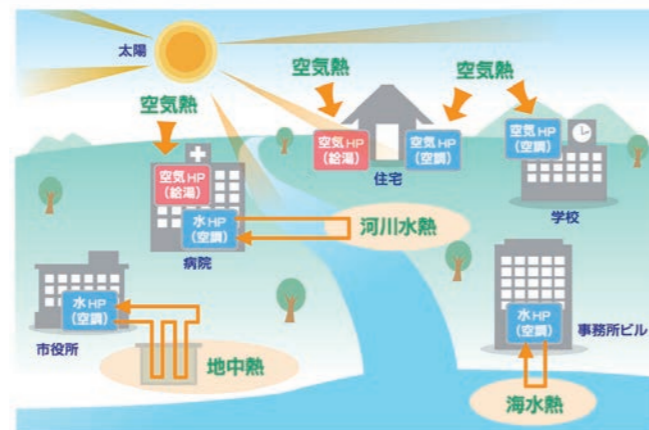 太陽
空気熱
空気熱
空気熱
空気HP
(給湯)
空気HP
(空調)
住宅
空気HP
(空調)
学校
空気HP
(給湯)
水HP
(空調)
病院
河川水熱
水HP
(空調)
市役所
地中熱
水HP
(空調)
事務所ビル
海水熱